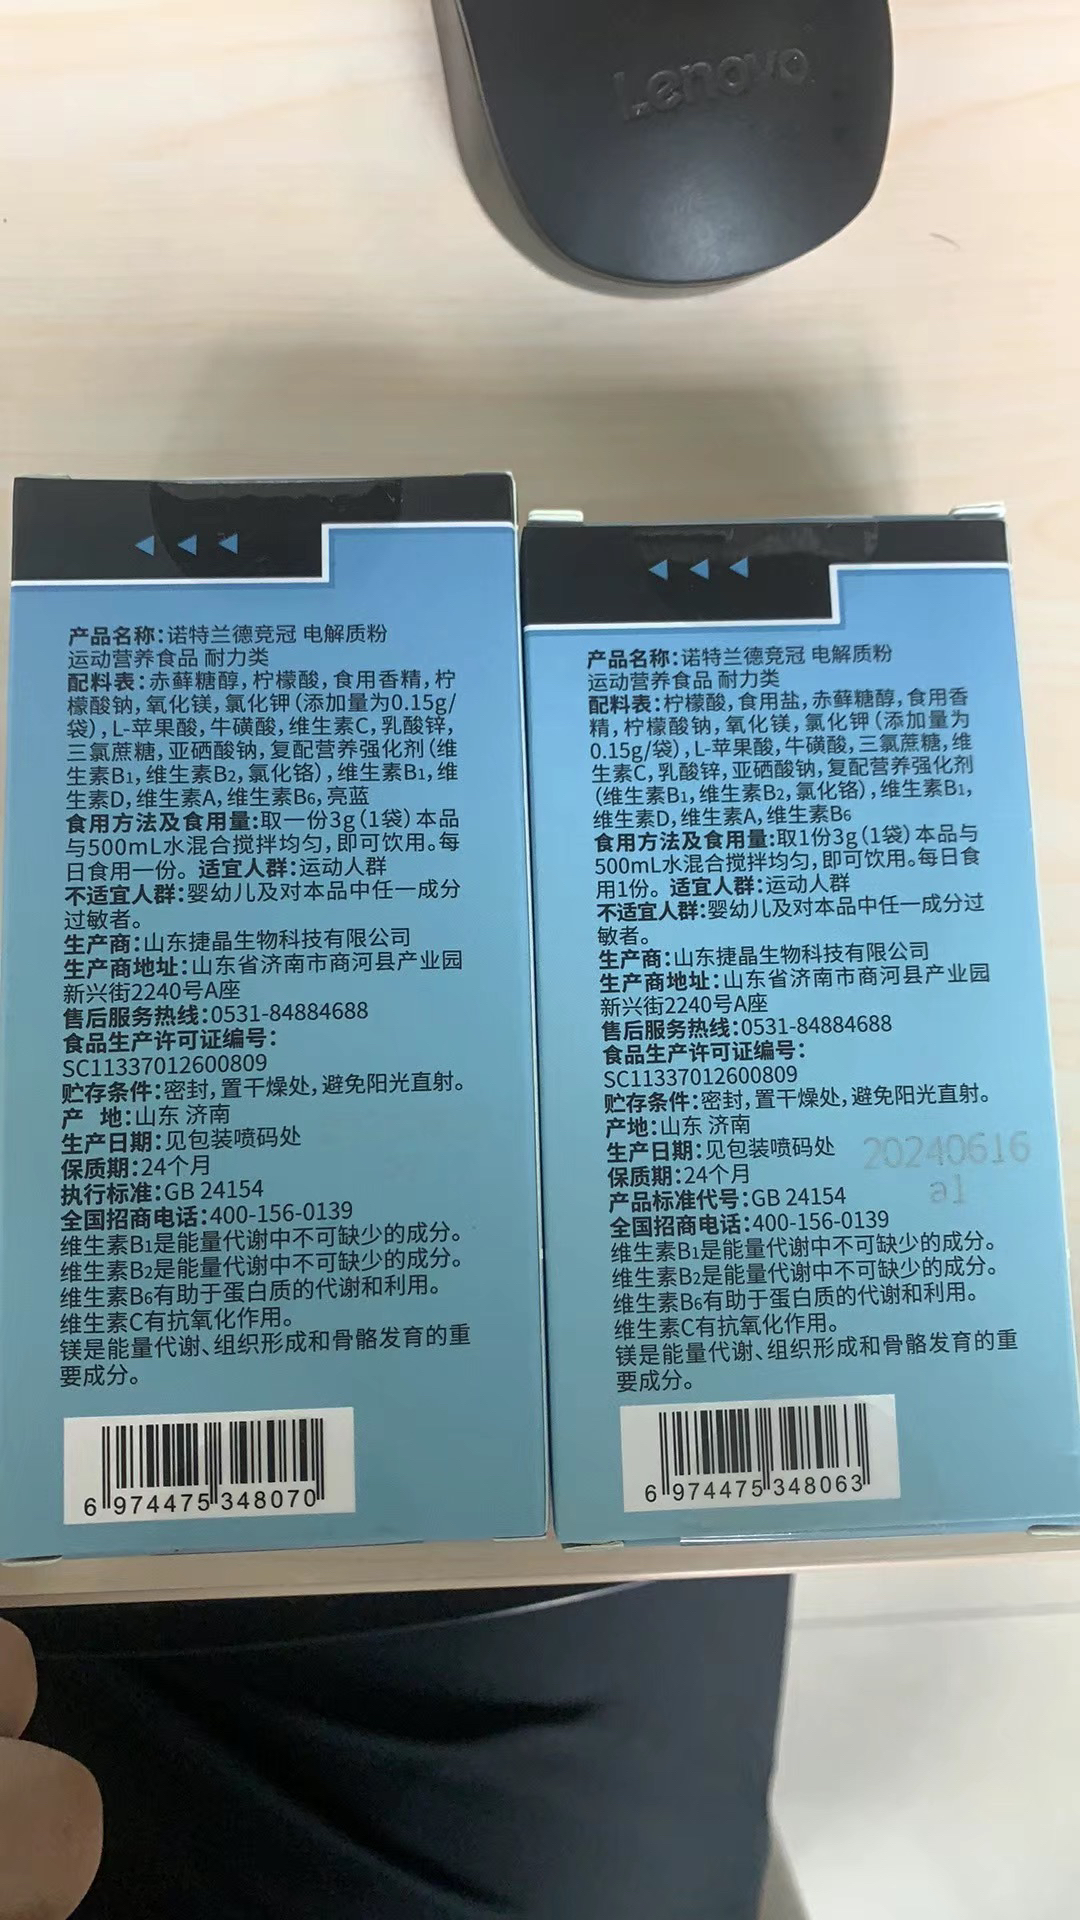 Lenovo
产品名称:诺特兰德竞冠 电解质粉
运动营养食品 耐力类
配料表:赤藓糖醇,柠檬酸,食用香精,柠
檬酸钠,氧化镁,氯化钾(添加量为0.15g/
袋),L-苹果酸,牛磺酸,维生素C,乳酸锌,
三氯蔗糖,亚硒酸钠,复配营养强化剂(维
生素B1,维生素B2,氯化铬),维生素B1,维
生素D,维生素A,维生素B6,亮蓝
食用方法及食用量:取一份3g(1袋)本品
与500mL水混合搅拌均匀,即可饮用。每
日食用一份。适宜人群:运动人群
不适宜人群:婴幼儿及对本品中任一成分
过敏者。
生产商:山东捷晶生物科技有限公司
生产商地址:山东省济南市商河县产业园
新兴街2240号A座
售后服务热线:0531-84884688
食品生产许可证编号:
SC11337012600809
贮存条件:密封,置干燥处,避免阳光直射。
产 地:山东 济南
生产日期:见包装喷码处
保质期:24个月
执行标准:GB 24154
全国招商电话:400-156-0139
维生素B1是能量代谢中不可缺少的成分。
维生素B2是能量代谢中不可缺少的成分。
维生素B6有助于蛋白质的代谢和利用。
维生素C有抗氧化作用。
镁是能量代谢、组织形成和骨骼发育的重
要成分。
6 974475 348070
产品名称:诺特兰德竞冠 电解质粉
运动营养食品 耐力类
配料表:柠檬酸,食用盐,赤藓糖醇,食用香
精,柠檬酸钠,氧化镁,氯化钾(添加量为
0.15g/袋),L-苹果酸,牛磺酸,三氯蔗糖,维
生素C,乳酸锌,亚硒酸钠,复配营养强化剂
(维生素B1,维生素B2,氯化铬),维生素B1,
维生素D,维生素A,维生素B6
食用方法及食用量:取1份3g(1袋)本品与
500mL水混合搅拌均匀,即可饮用。每日食
用1份。适宜人群:运动人群
不适宜人群:婴幼儿及对本品中任一成分过
敏者。
生产商:山东捷晶生物科技有限公司
生产商地址:山东省济南市商河县产业园
新兴街2240号A座
售后服务热线:0531-84884688
食品生产许可证编号:
SC11337012600809
贮存条件:密封,置干燥处,避免阳光直射。
产地:山东 济南
生产日期:见包装喷码处
20240616
a1
保质期:24个月
产品标准代号:GB 24154
全国招商电话:400-156-0139
维生素B1是能量代谢中不可缺少的成分。
维生素B2是能量代谢中不可缺少的成分。
维生素B6有助于蛋白质的代谢和利用。
维生素C有抗氧化作用。
镁是能量代谢、组织形成和骨骼发育的重
要成分。
6 974475 348063